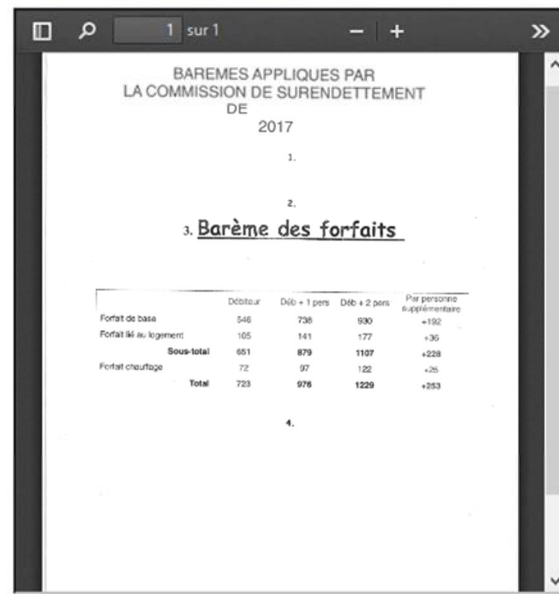 1 sur 1
BAREMES APPLIQUES PAR
LA COMMISSION DE SURENDETTEMENT
DE
2017
1.
2.
3. Barème des forfaits
Débiteur Déb + 1 pers Déb + 2 pers Par personne supplémentaire
Forfait de base 546 738 930 +192
Forfait lié au logement 105 141 177 +36
Sous-total 651 879 1107 +228
Forfait chauffage 72 97 122 +25
Total 723 976 1229 +253
4.